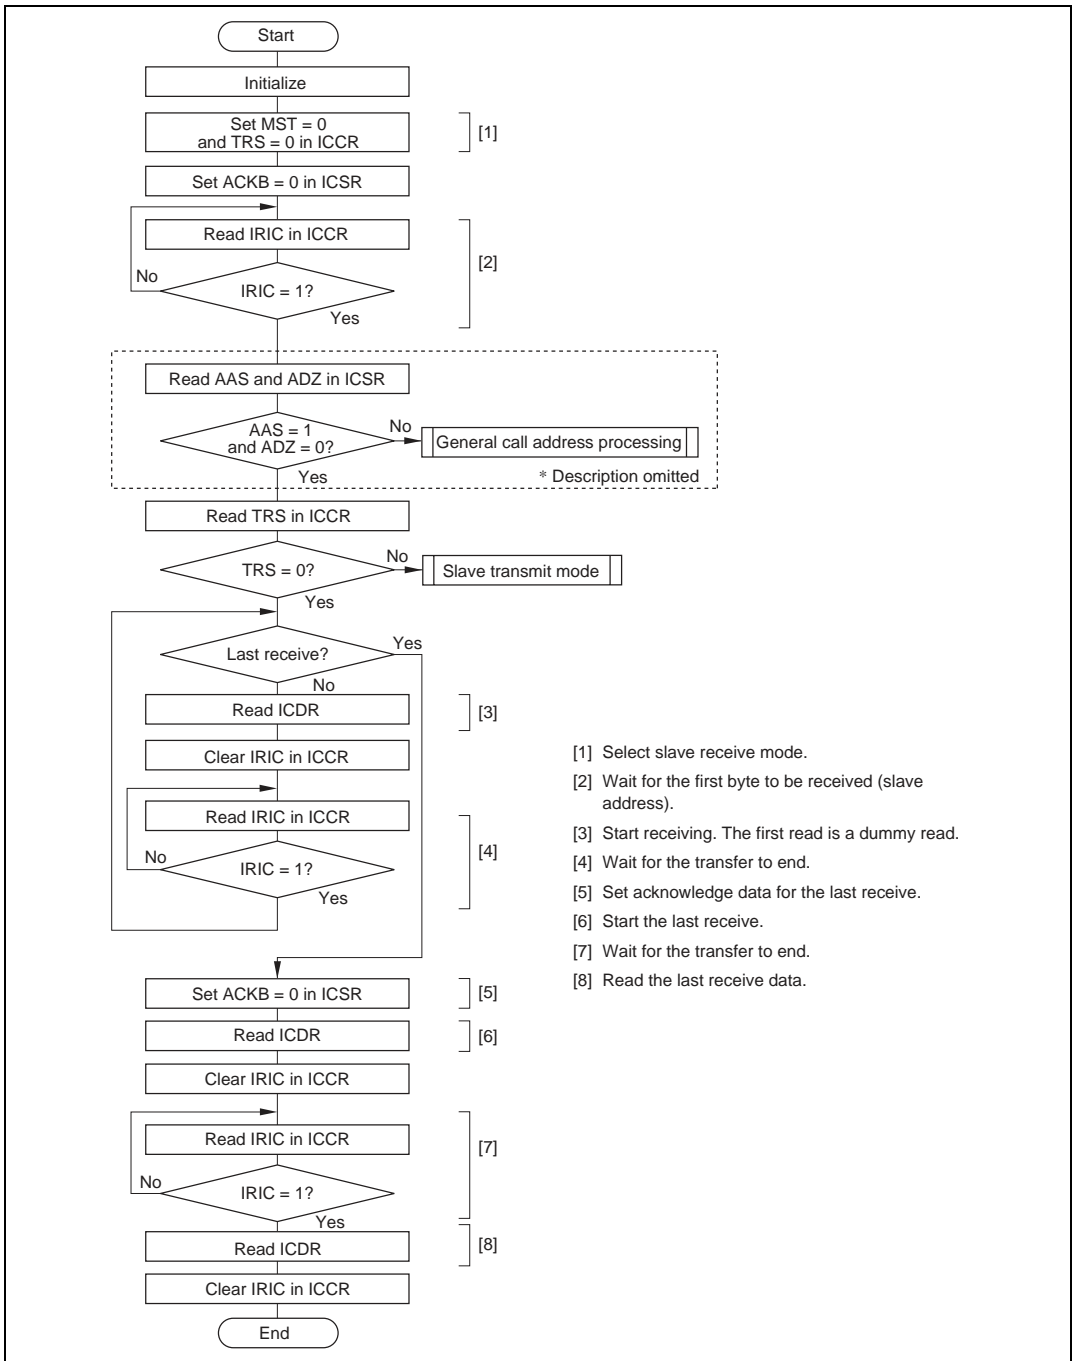 Start
Initialize
Set MST = 0
and TRS = 0 in ICCR
[1]
Set ACKB = 0 in ICSR
Read IRIC in ICCR
[2]
No
IRIC = 1?
Yes
Read AAS and ADZ in ICSR
AAS = 1
and ADZ = 0?
No
General call address processing
Yes
* Description omitted
Read TRS in ICCR
TRS = 0?
No
Slave transmit mode
Yes
Last receive?
Yes
No
Read ICDR
[3]
Clear IRIC in ICCR
Read IRIC in ICCR
[4]
No
IRIC = 1?
Yes
[1] Select slave receive mode.
[2] Wait for the first byte to be received (slave
address).
[3] Start receiving. The first read is a dummy read.
[4] Wait for the transfer to end.
[5] Set acknowledge data for the last receive.
[6] Start the last receive.
[7] Wait for the transfer to end.
[8] Read the last receive data.
Set ACKB = 0 in ICSR
[5]
Read ICDR
[6]
Clear IRIC in ICCR
Read IRIC in ICCR
[7]
No
IRIC = 1?
Yes
Read ICDR
[8]
Clear IRIC in ICCR
End